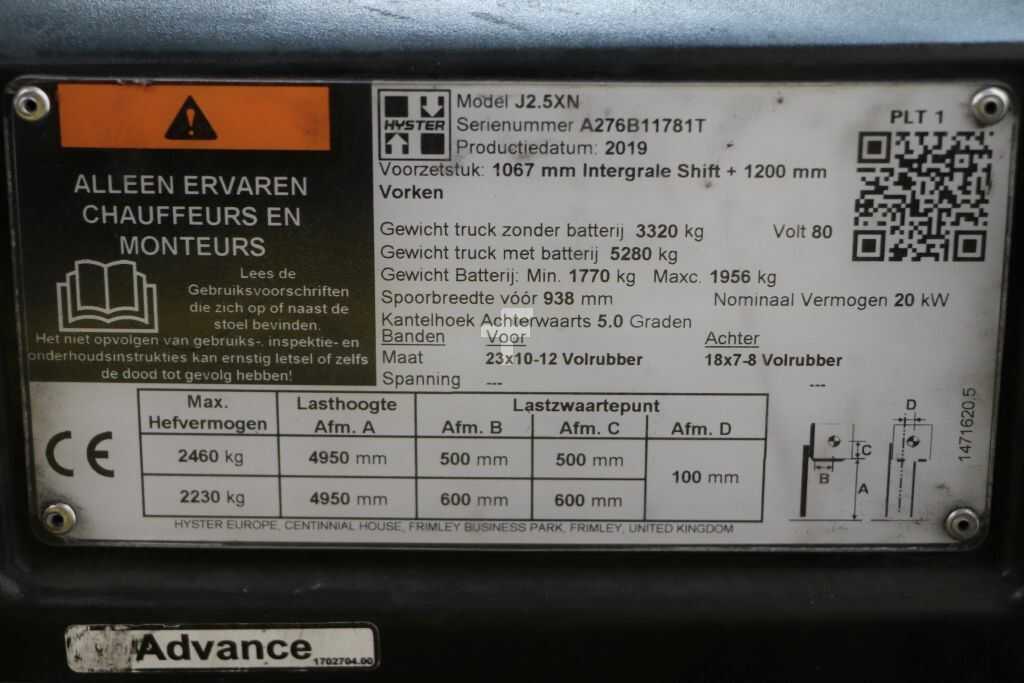 ALLEEN ERVAREN
CHAUFFEURS EN
MONTEURS
Lees de
Gebruiksvoorschriften
die zich op of naast de
stoel bevinden.
Het niet opvolgen van gebruiks-, inspektie- en
onderhoudsinstrukties kan ernstig letsel of zelfs
de dood tot gevolg hebben!
HYSTER
Model J2.5XN
Serienummer A276B11781T
Productiedatum: 2019
PLT 1
Voorzetstuk: 1067 mm Intergrale Shift + 1200 mm
Vorken
Gewicht truck zonder batterij 3320 kg Volt 80
Gewicht truck met batterij 5280 kg
Gewicht Batterij: Min. 1770 kg Maxc. 1956 kg
Spoorbreedte vóór 938 mm Nominaal Vermogen 20 kW
Kantelhoek Achterwaarts 5.0 Graden
Banden Voor Achter
Maat 23x10-12 Volrubber 18x7-8 Volrubber
Spanning --- ---
CE
Max. Lasthoogte Lastzwaartepunt
Hefvermogen Afm. A Afm. B Afm. C Afm. D
2460 kg 4950 mm 500 mm 500 mm 100 mm
2230 kg 4950 mm 600 mm 600 mm
D
C
B
A
1471620.5
HYSTER EUROPE, CENTINNIAL HOUSE, FRIMLEY BUSINESS PARK, FRIMLEY, UNITED KINGDOM
Advance
1702704.00